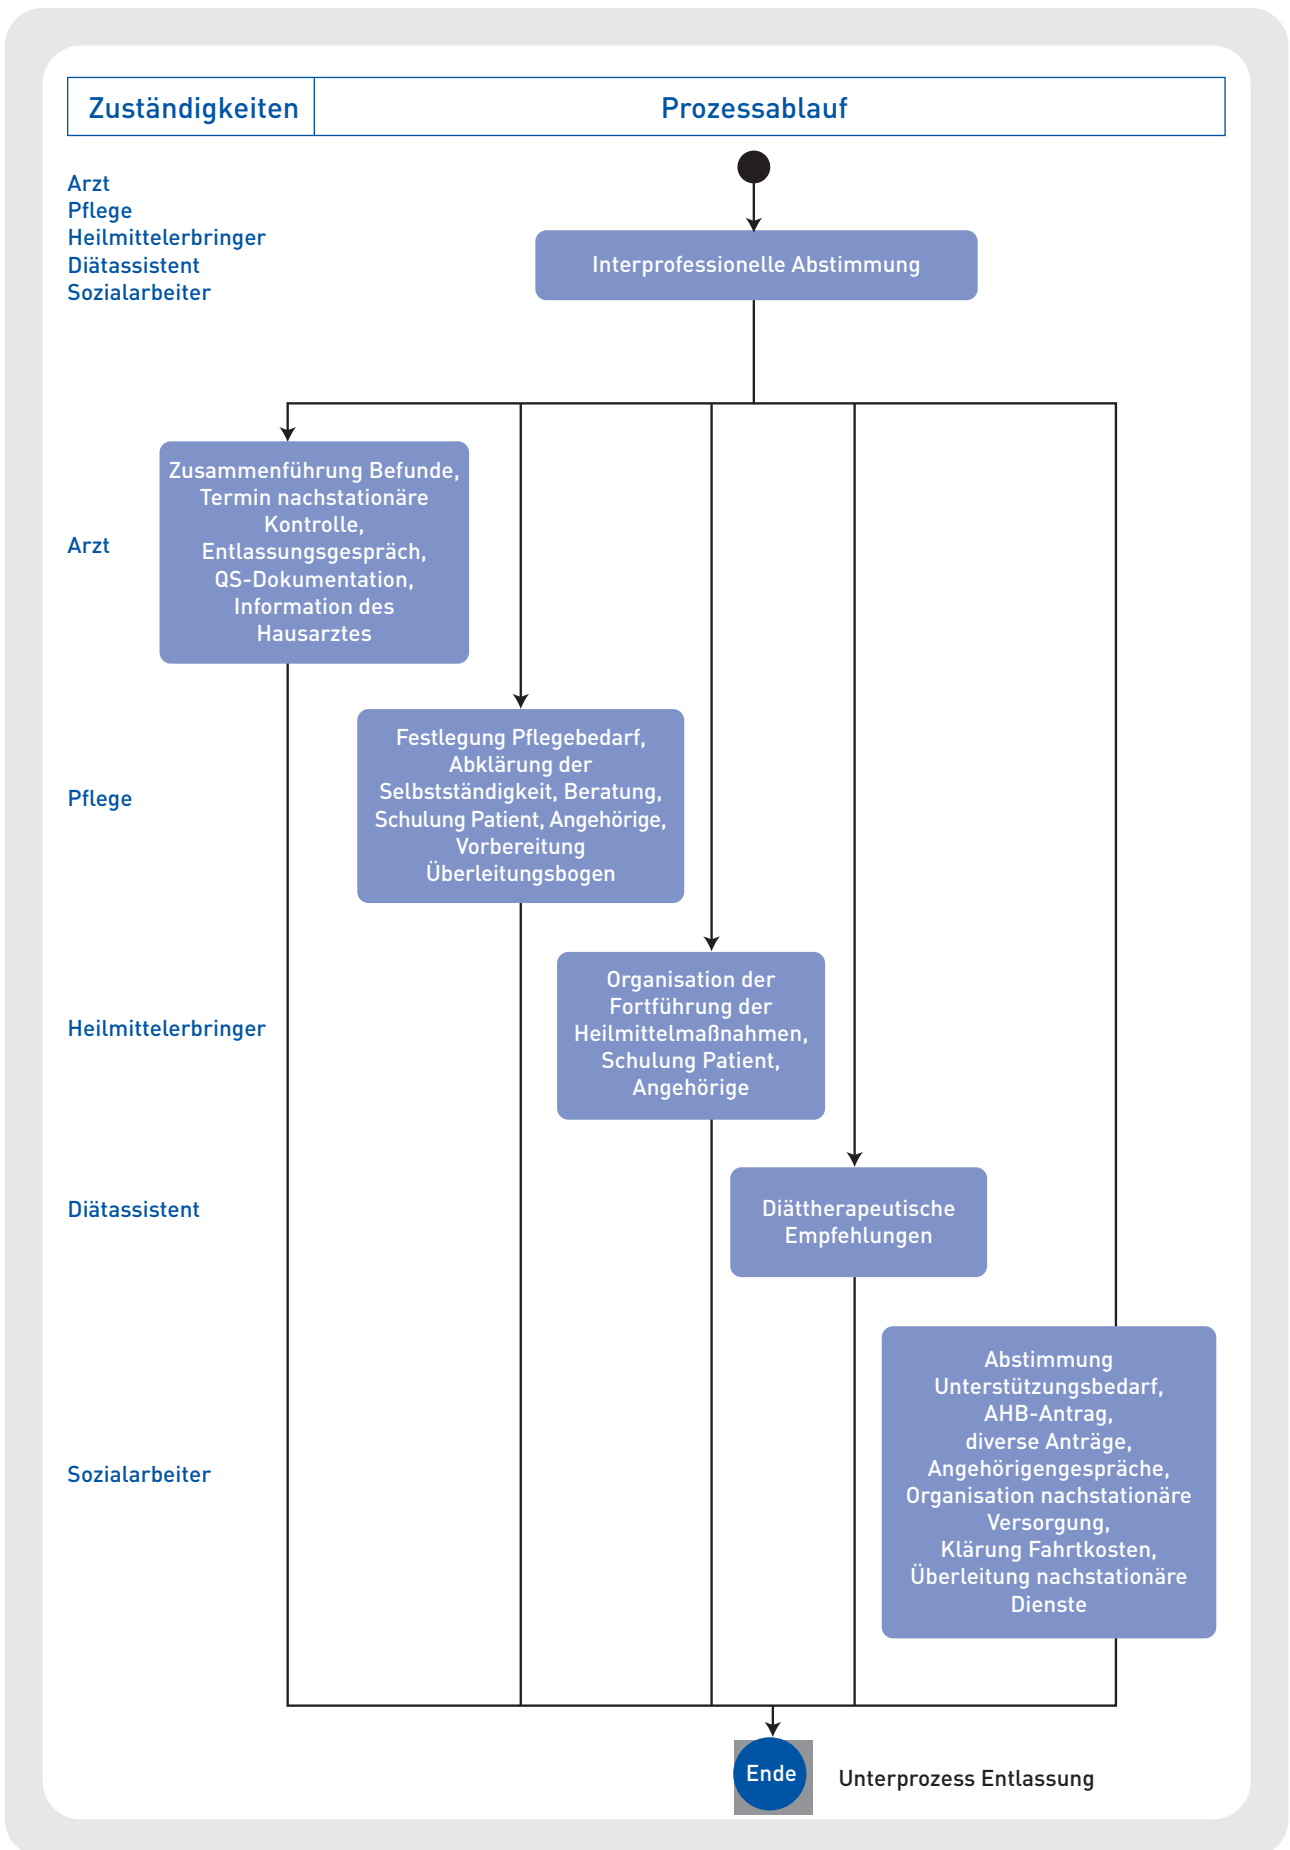 Zuständigkeiten
Prozessablauf
Arzt
Pflege
Heilmittelerbringer
Diätassistent
Sozialarbeiter
Interprofessionelle Abstimmung
Arzt
Zusammenführung Befunde,
Termin nachstationäre
Kontrolle,
Entlassungsgespräch,
QS-Dokumentation,
Information des
Hausarztes
Pflege
Festlegung Pflegebedarf,
Abklärung der
Selbstständigkeit, Beratung,
Schulung Patient, Angehörige,
Vorbereitung
Überleitungsbogen
Heilmittelerbringer
Organisation der
Fortführung der
Heilmittelmaßnahmen,
Schulung Patient,
Angehörige
Diätassistent
Diättherapeutische
Empfehlungen
Sozialarbeiter
Abstimmung
Unterstützungsbedarf,
AHB-Antrag,
diverse Anträge,
Angehörigengespräche,
Organisation nachstationäre
Versorgung,
Klärung Fahrtkosten,
Überleitung nachstationäre
Dienste
Ende
Unterprozess Entlassung